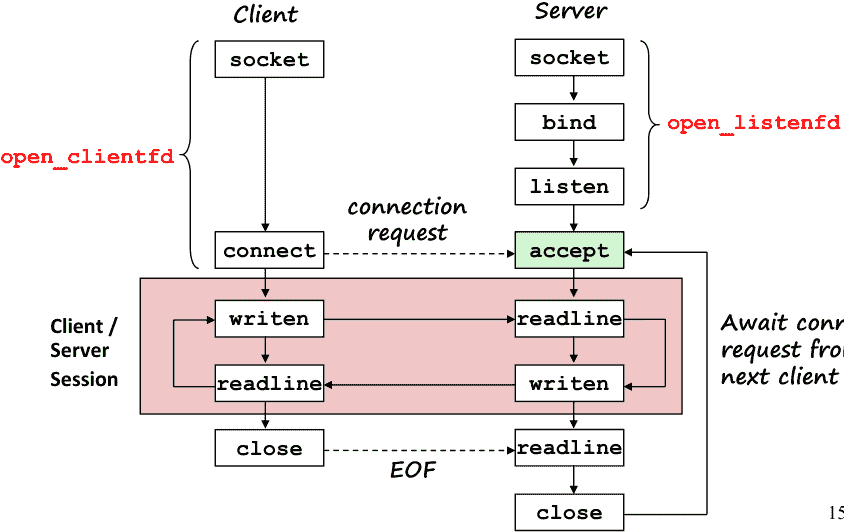 Client
Server
socket
socket
bind
open_listenfd
open_clientfd
listen
connection
request
connect
accept
Client /
Server
Session
writen
readline
readline
writen
Await conn
request fro
next client
close
EOF
readline
close
15